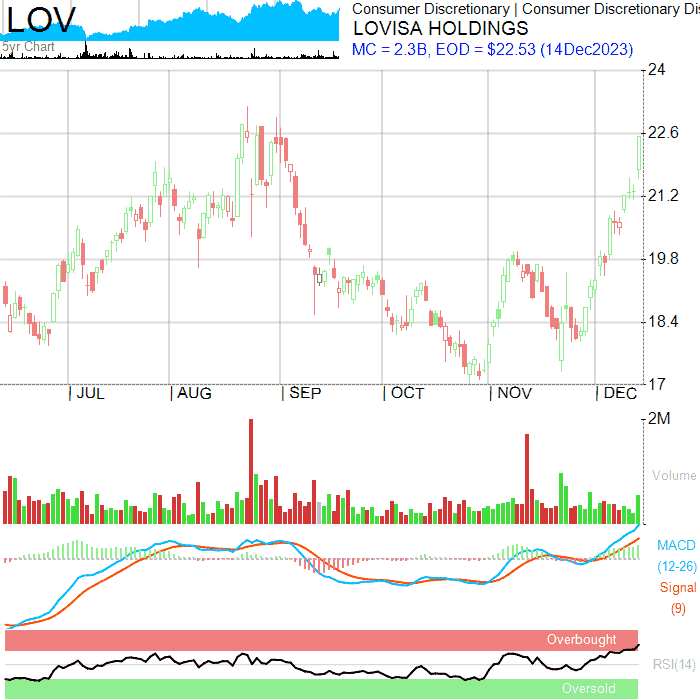 LOV
5yr Chart
Consumer Discretionary | Consumer Discretionary Dis
LOVISA HOLDINGS
MC = 2.3B, EOD = $22.53 (14Dec2023)
24
22.6
21.2
19.8
18.4
17
| JUL | AUG | SEP | OCT | NOV | DEC
2M
Volume
MACD
(12-26)
Signal
(9)
Overbought
RSI(14)
Oversold